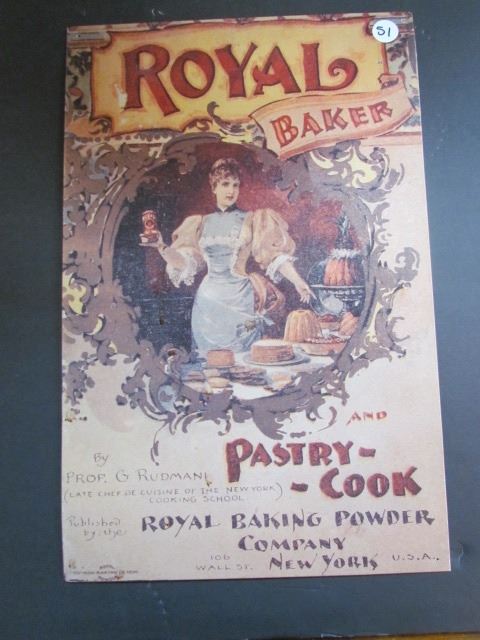 51
ROYAL
BAKER
AND
PASTRY-
-COOK
By
PROF. G RUDMANI
(LATE CHEF DE CUISINE OF THE NEW YORK)
COOKING SCHOOL
Published
by the
ROYAL BAKING POWDER
COMPANY
106
WALL ST. NEW YORK U.S.A.